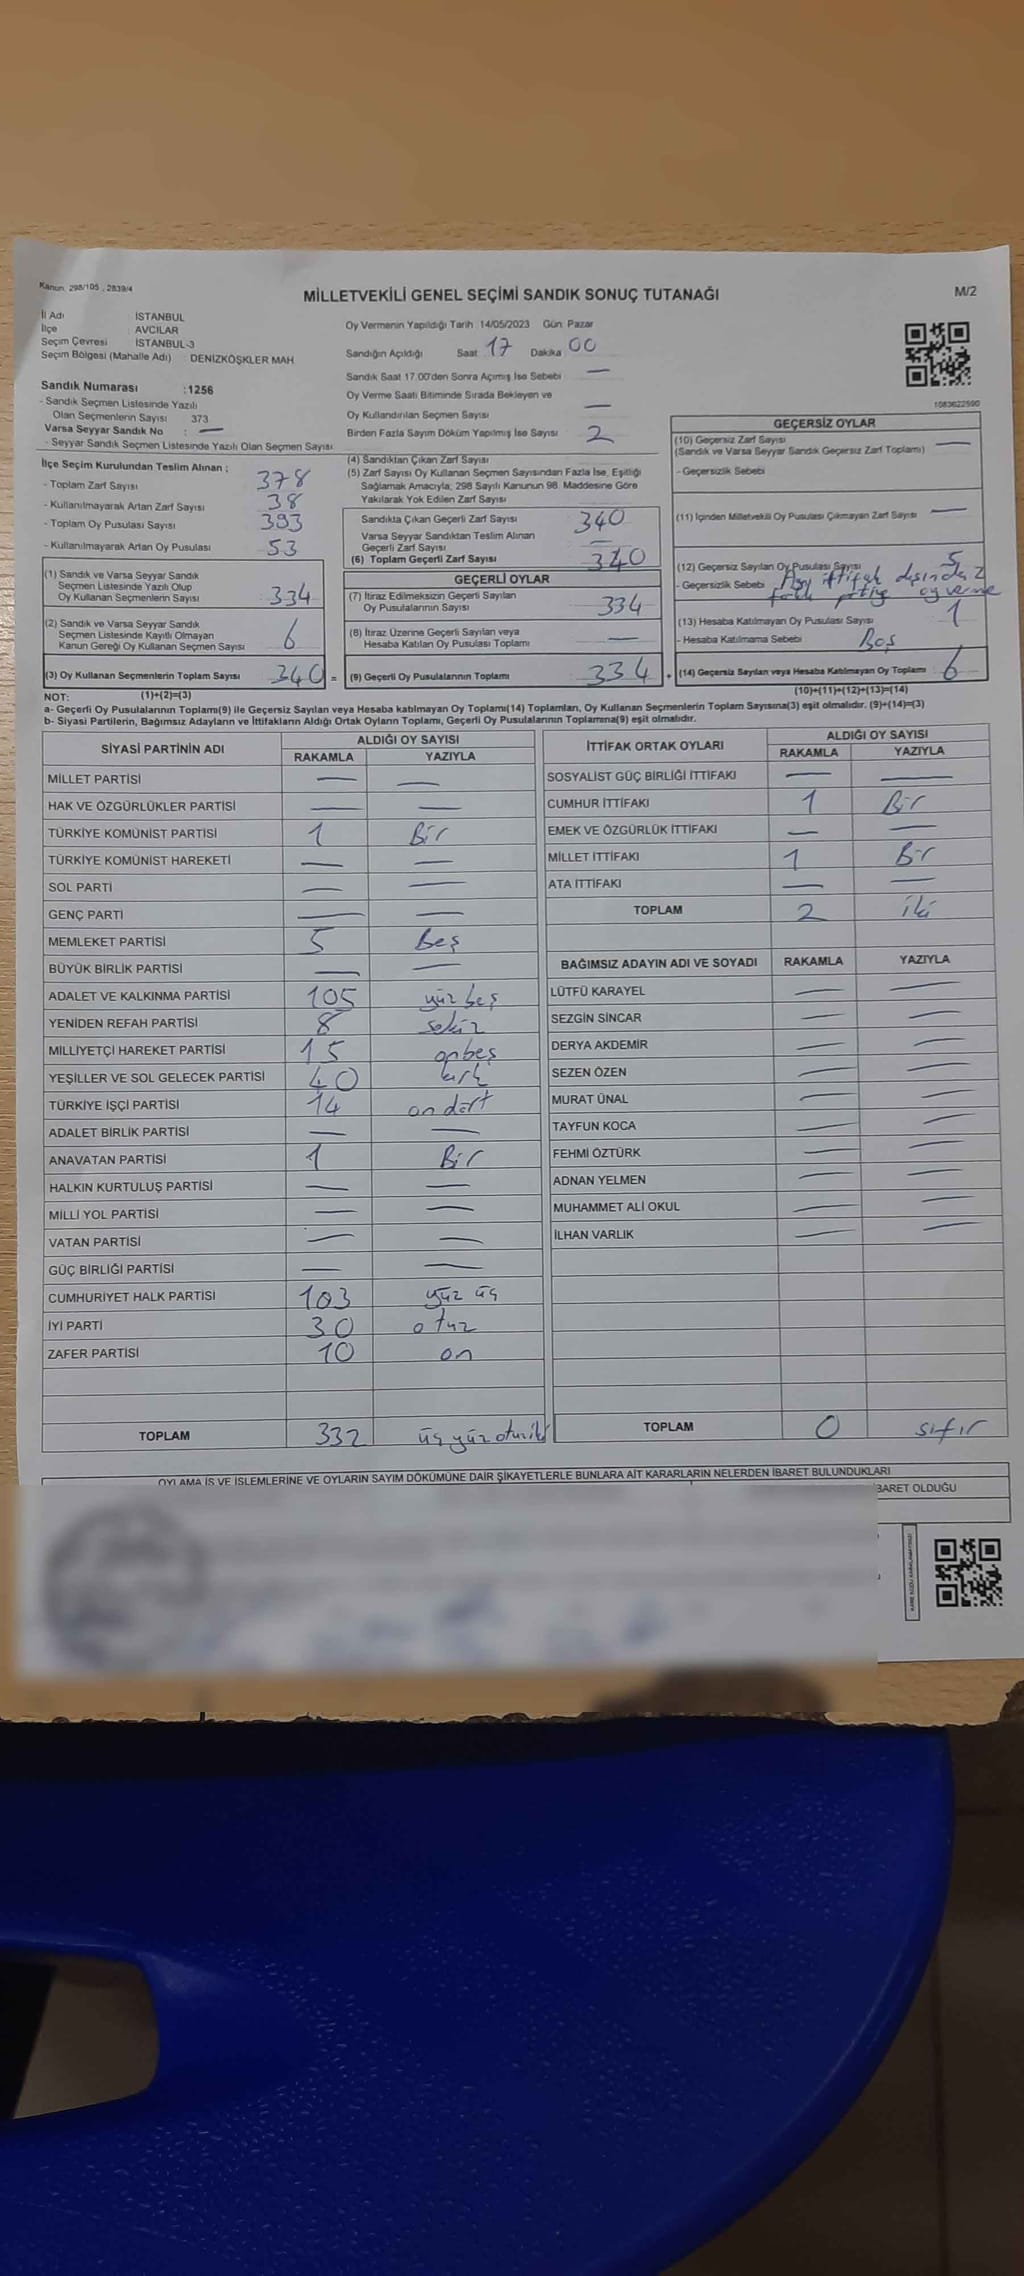 Kanun, 298/105 , 2839/4
MİLLETVEKİLİ GENEL SEÇİMİ SANDIK SONUÇ TUTANAĞI
M/2
İl Adı İSTANBUL
İlçe AVCILAR
Seçim Çevresi İSTANBUL-3
Seçim Bölgesi (Mahalle Adı) : DENİZKÖŞKLER MAH
Sandık Numarası :1256
- Sandık Seçmen Listesinde Yazılı
Olan Seçmenlerin Sayısı 373
Varsa Seyyar Sandık No : —
- Seyyar Sandık Seçmen Listesinde Yazılı Olan Seçmen Sayısı
İlçe Seçim Kurulundan Teslim Alınan ;
- Toplam Zarf Sayısı 378
- Kullanılmayarak Artan Zarf Sayısı 38
- Toplam Oy Pusulası Sayısı 393
- Kullanılmayarak Artan Oy Pusulası 53
(1) Sandık ve Varsa Seyyar Sandık
Seçmen Listesinde Yazılı Olup
Oy Kullanan Seçmenlerin Sayısı 334
(2) Sandık ve Varsa Seyyar Sandık
Seçmen Listesinde Kayıtlı Olmayan
Kanun Gereği Oy Kullanan Seçmen Sayısı 6
(3) Oy Kullanan Seçmenlerin Toplam Sayısı 340 =
Oy Vermenin Yapıldığı Tarih 14/05/2023 Gün Pazar
Sandığın Açıldığı Saat 17 Dakika 00
Sandık Saat 17.00'den Sonra Açımış İse Sebebi —
Oy Verme Saati Bitiminde Sırada Bekleyen ve
Oy Kullandırılan Seçmen Sayısı —
Birden Fazla Sayım Döküm Yapılmış İse Sayısı 2
(4) Sandıktan Çıkan Zarf Sayısı
(5) Zarf Sayısı Oy Kullanan Seçmen Sayısından Fazla İse, Eşitliği
Sağlamak Amacıyla; 298 Sayılı Kanunun 98. Maddesine Göre
Yakılarak Yok Edilen Zarf Sayısı
Sandıkta Çıkan Geçerli Zarf Sayısı 340
Varsa Seyyar Sandıktan Teslim Alınan
Geçerli Zarf Sayısı —
(6) Toplam Geçerli Zarf Sayısı 340
GEÇERLİ OYLAR
(7) İtiraz Edilmeksizin Geçerli Sayılan
Oy Pusulalarının Sayısı 334
(8) İtiraz Üzerine Geçerli Sayılan veya
Hesaba Katılan Oy Pusulası Toplamı —
(9) Geçerli Oy Pusulalarının Toplamı 334 +
1083622590
GEÇERSİZ OYLAR
(10) Geçersiz Zarf Sayısı —
(Sandık ve Varsa Seyyar Sandık Geçersiz Zarf Toplamı)
- Geçersizlik Sebebi
(11) İçinden Milletvekili Oy Pusulası Çıkmayan Zarf Sayısı —
(12) Geçersiz Sayılan Oy Pusulası Sayısı 5
- Geçersizlik Sebebi Aynı ittifak dışında 2
farklı partiye oy verme
(13) Hesaba Katılmayan Oy Pusulası Sayısı 1
- Hesaba Katılmama Sebebi Boş
(14) Geçersiz Sayılan veya Hesaba Katılmayan Oy Toplamı 6
NOT: (1)+(2)=(3)
(10)+(11)+(12)+(13)=(14)
a- Geçerli Oy Pusulalarının Toplamı(9) ile Geçersiz Sayılan veya Hesaba katılmayan Oy Toplamı(14) Toplamları, Oy Kullanan Seçmenlerin Toplam Sayısına(3) eşit olmalıdır. (9)+(14)=(3)
b- Siyasi Partilerin, Bağımsız Adayların ve İttifakların Aldığı Ortak Oyların Toplamı, Geçerli Oy Pusulalarının Toplamına(9) eşit olmalıdır.
SİYASİ PARTİNİN ADI ALDIĞI OY SAYISI
RAKAMLA YAZIYLA
MİLLET PARTİSİ — —
HAK VE ÖZGÜRLÜKLER PARTİSİ — —
TÜRKİYE KOMÜNİST PARTİSİ 1 Bir
TÜRKİYE KOMÜNİST HAREKETİ — —
SOL PARTİ — —
GENÇ PARTİ — —
MEMLEKET PARTİSİ 5 Beş
BÜYÜK BİRLİK PARTİSİ — —
ADALET VE KALKINMA PARTİSİ 105 yüz beş
YENİDEN REFAH PARTİSİ 8 sekiz
MİLLİYETÇİ HAREKET PARTİSİ 15 onbeş
YEŞİLLER VE SOL GELECEK PARTİSİ 40 kırk
TÜRKİYE İŞÇİ PARTİSİ 14 on dört
ADALET BİRLİK PARTİSİ — —
ANAVATAN PARTİSİ 1 Bir
HALKIN KURTULUŞ PARTİSİ — —
MİLLİ YOL PARTİSİ — —
VATAN PARTİSİ — —
GÜÇ BİRLİĞİ PARTİSİ — —
CUMHURİYET HALK PARTİSİ 103 yüz üç
İYİ PARTİ 30 otuz
ZAFER PARTİSİ 10 on
TOPLAM 332 üç yüz otuziki
İTTİFAK ORTAK OYLARI ALDIĞI OY SAYISI
RAKAMLA YAZIYLA
SOSYALİST GÜÇ BİRLİĞİ İTTİFAKI — —
CUMHUR İTTİFAKI 1 Bir
EMEK VE ÖZGÜRLÜK İTTİFAKI — —
MİLLET İTTİFAKI 1 Bir
ATA İTTİFAKI — —
TOPLAM 2 iki
BAĞIMSIZ ADAYIN ADI VE SOYADI RAKAMLA YAZIYLA
LÜTFÜ KARAYEL — —
SEZGİN SİNCAR — —
DERYA AKDEMİR — —
SEZEN ÖZEN — —
MURAT ÜNAL — —
TAYFUN KOCA — —
FEHMİ ÖZTÜRK — —
ADNAN YELMEN — —
MUHAMMET ALİ OKUL — —
İLHAN VARLIK — —
TOPLAM 0 sıfır
OYLAMA İŞ VE İŞLEMLERİNE VE OYLARIN SAYIM DÖKÜMÜNE DAİR ŞİKAYETLERLE BUNLARA AİT KARARLARIN NELERDEN İBARET BULUNDUKLARI
BARET OLDUĞU